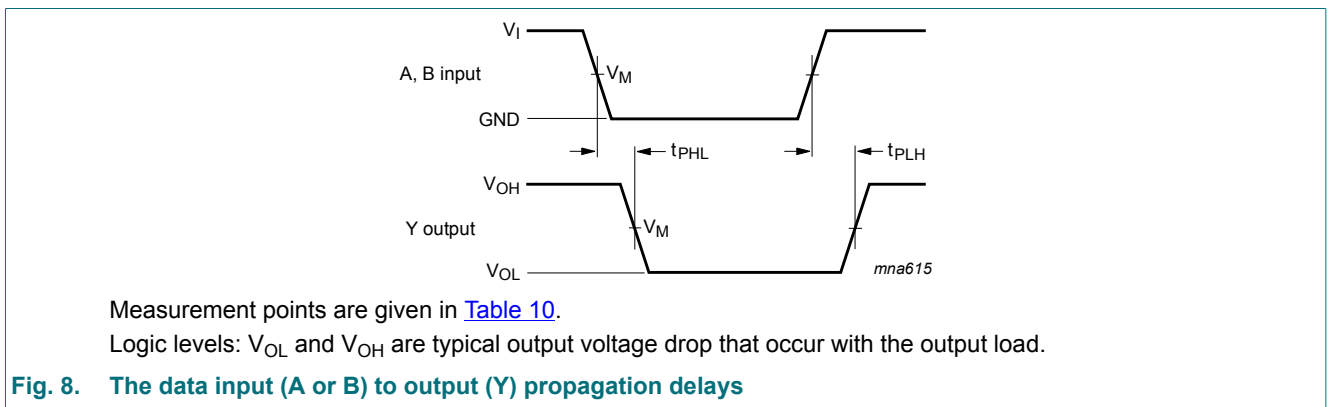 V_I
A, B input
V_M
GND
t_PHL
t_PLH
V_OH
Y output
V_M
V_OL
mna615
Measurement points are given in Table 10.
Logic levels: V_OL and V_OH are typical output voltage drop that occur with the output load.
Fig. 8. The data input (A or B) to output (Y) propagation delays